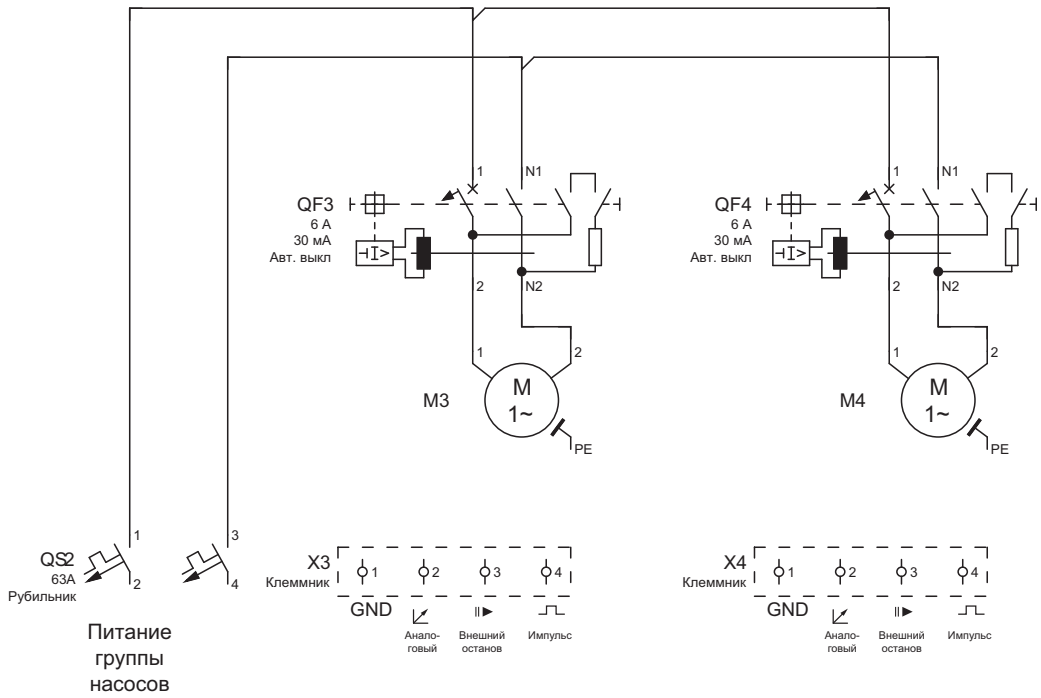 1
N1
QF3
6 А
30 мА
Авт. выкл
I>
2
N2
1
2
M3
M
1~
PE
1
N1
QF4
6 А
30 мА
Авт. выкл
I>
2
N2
1
2
M4
M
1~
PE
QS2
63А
Рубильник
1
2
3
4
Питание
группы
насосов
X3
Клеммник
1
2
3
4
GND
Анало-
говый
Внешний
останов
Импульс
X4
Клеммник
1
2
3
4
GND
Анало-
говый
Внешний
останов
Импульс